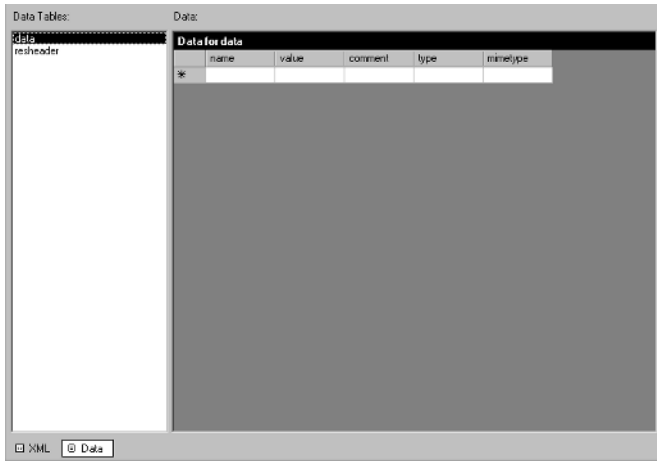 Data Tables:
Data:
data
resheader
Data for data
name value comment type mimetype
XML Data